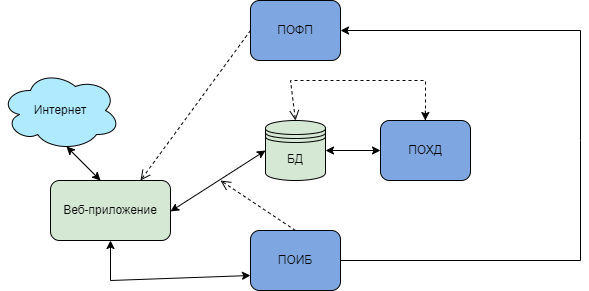 ПОФП
Интернет
БД
ПОХД
Веб-приложение
ПОИБ